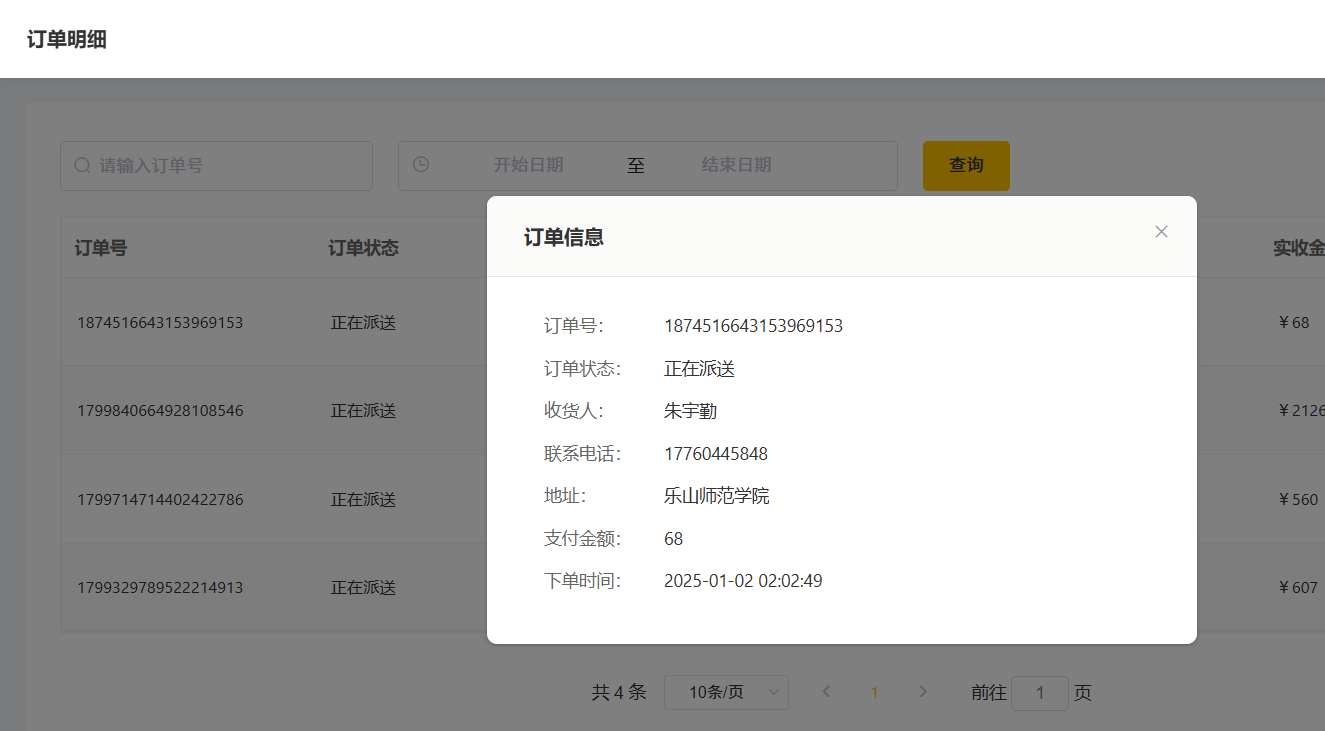 订单明细
请输入订单号 开始日期 至 结束日期 查询
订单号 订单状态 实收金
1874516643153969153 正在派送 ￥68
1799840664928108546 正在派送 ￥2126
1799714714402422786 正在派送 ￥560
1799329789522214913 正在派送 ￥607
订单信息
订单号： 1874516643153969153
订单状态： 正在派送
收货人： 朱宇勤
联系电话： 17760445848
地址： 乐山师范学院
支付金额： 68
下单时间： 2025-01-02 02:02:49
共 4 条 10条/页 1 前往 1 页